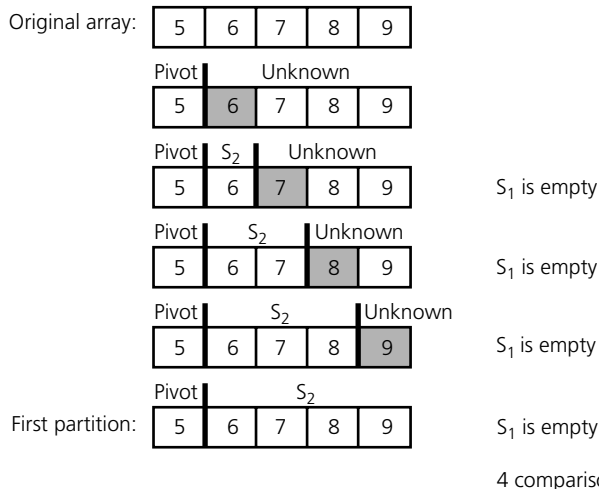 Original array: 5 6 7 8 9
Pivot Unknown
5 6 7 8 9
Pivot S₂ Unknown
5 6 7 8 9 S₁ is empty
Pivot S₂ Unknown
5 6 7 8 9 S₁ is empty
Pivot S₂ Unknown
5 6 7 8 9 S₁ is empty
Pivot S₂
First partition: 5 6 7 8 9 S₁ is empty
4